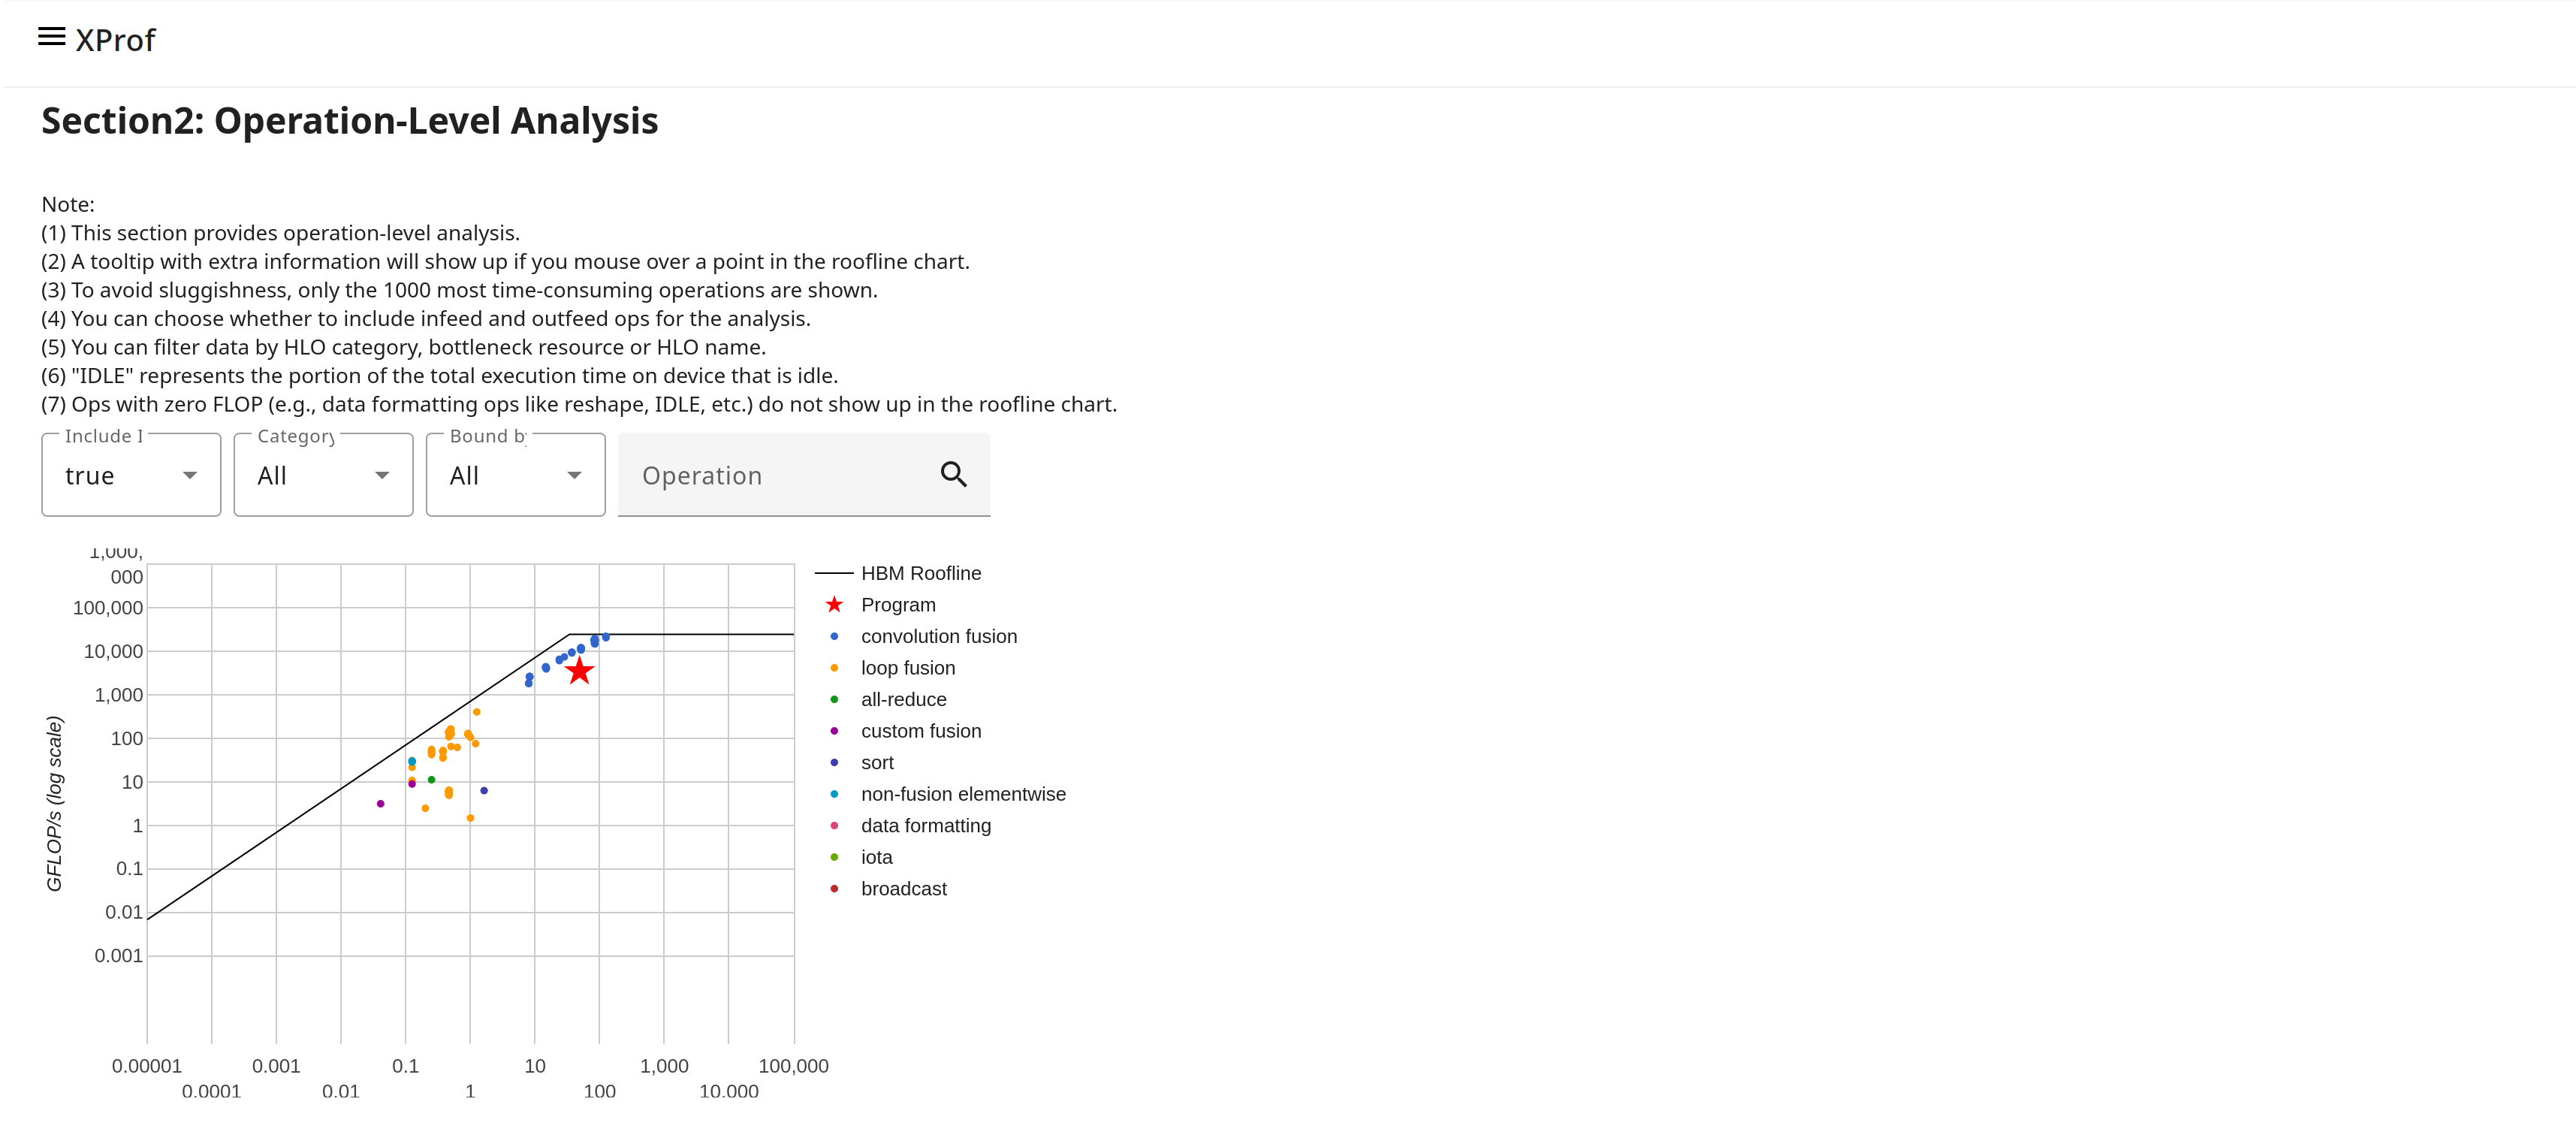 XProf
Section2: Operation-Level Analysis
Note:
(1) This section provides operation-level analysis.
(2) A tooltip with extra information will show up if you mouse over a point in the roofline chart.
(3) To avoid sluggishness, only the 1000 most time-consuming operations are shown.
(4) You can choose whether to include infeed and outfeed ops for the analysis.
(5) You can filter data by HLO category, bottleneck resource or HLO name.
(6) "IDLE" represents the portion of the total execution time on device that is idle.
(7) Ops with zero FLOP (e.g., data formatting ops like reshape, IDLE, etc.) do not show up in the roofline chart.
Include I
true
Category
All
Bound by
All
Operation
GFLOP/s (log scale)
1,000,
000
100,000
10,000
1,000
100
10
1
0.1
0.01
0.001
0.00001
0.0001
0.001
0.01
0.1
1
10
100
1,000
10,000
100,000
HBM Roofline
Program
convolution fusion
loop fusion
all-reduce
custom fusion
sort
non-fusion elementwise
data formatting
iota
broadcast